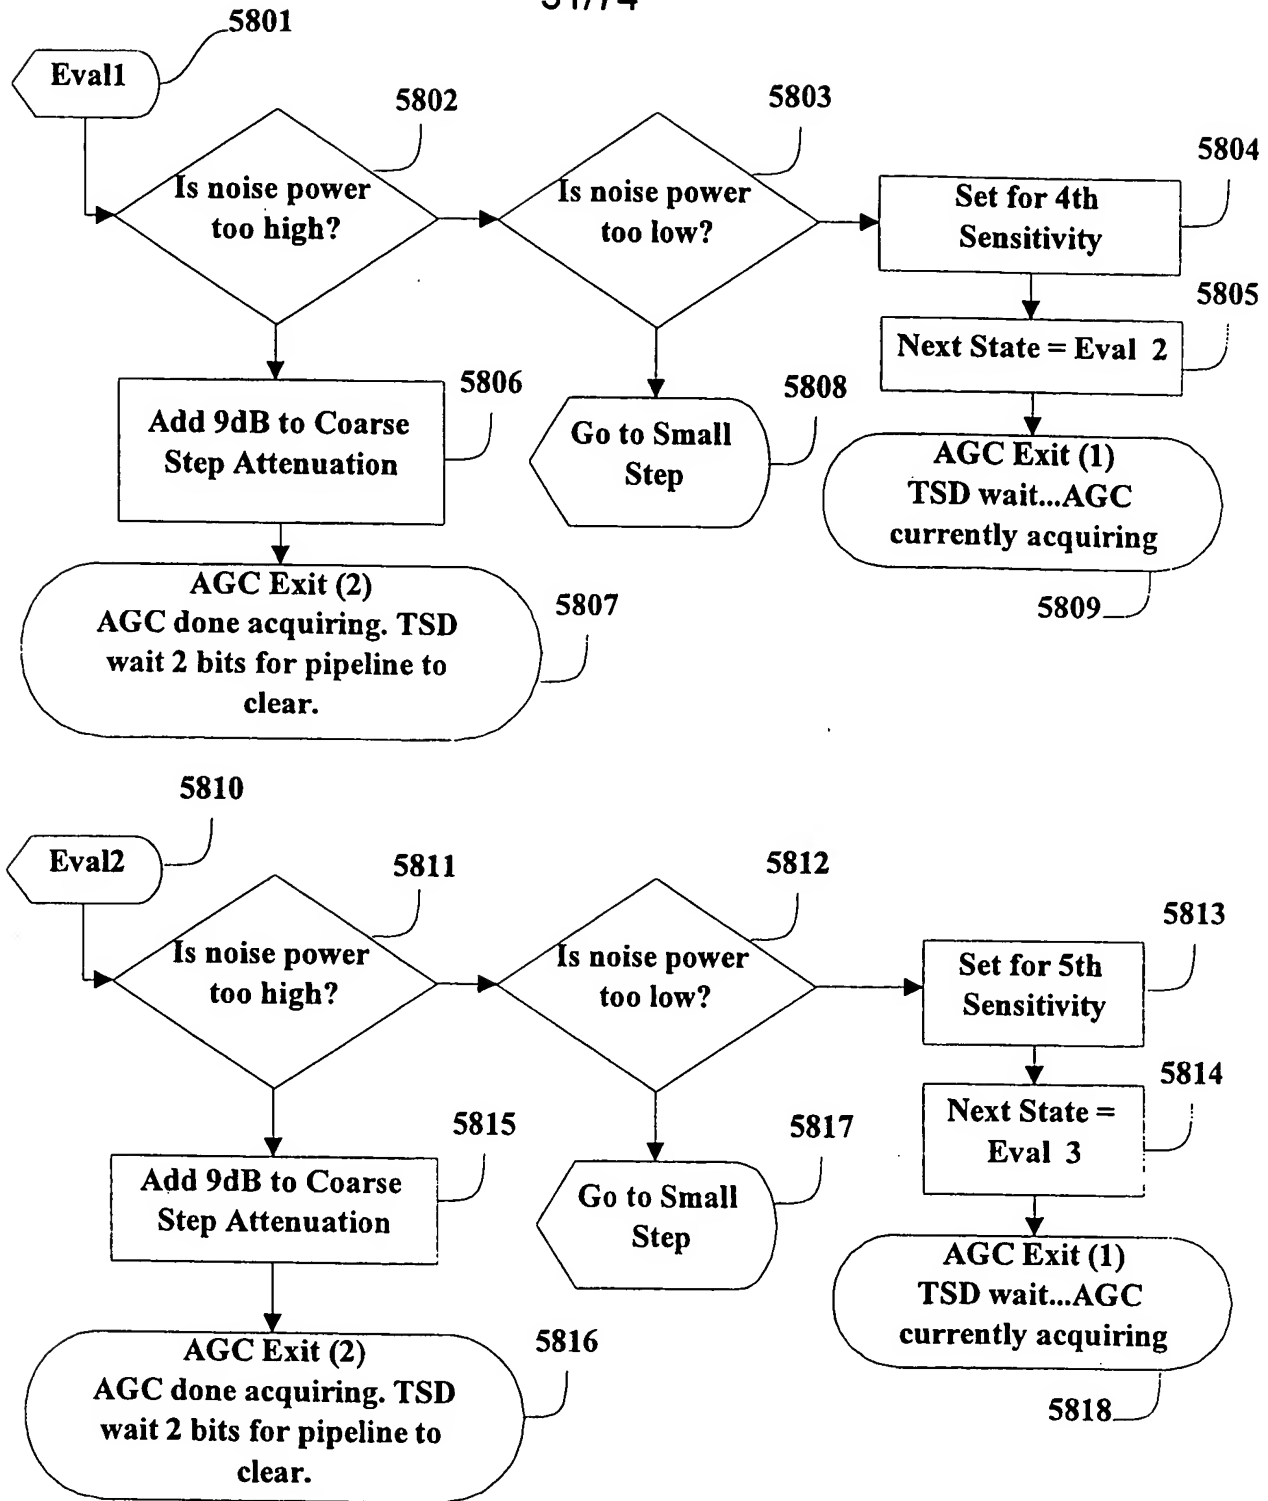 5801
Eval1
5802
5803
5804
Is noise power
too high?
Is noise power
too low?
Set for 4th
Sensitivity
5805
Next State = Eval 2
5806
Add 9dB to Coarse
Step Attenuation
5808
Go to Small
Step
AGC Exit (1)
TSD wait...AGC
currently acquiring
5809
AGC Exit (2)
AGC done acquiring. TSD
wait 2 bits for pipeline to
clear.
5807
5810
Eval2
5811
5812
5813
Is noise power
too high?
Is noise power
too low?
Set for 5th
Sensitivity
5814
Next State =
Eval 3
5815
Add 9dB to Coarse
Step Attenuation
5817
Go to Small
Step
AGC Exit (1)
TSD wait...AGC
currently acquiring
5818
AGC Exit (2)
AGC done acquiring. TSD
wait 2 bits for pipeline to
clear.
5816